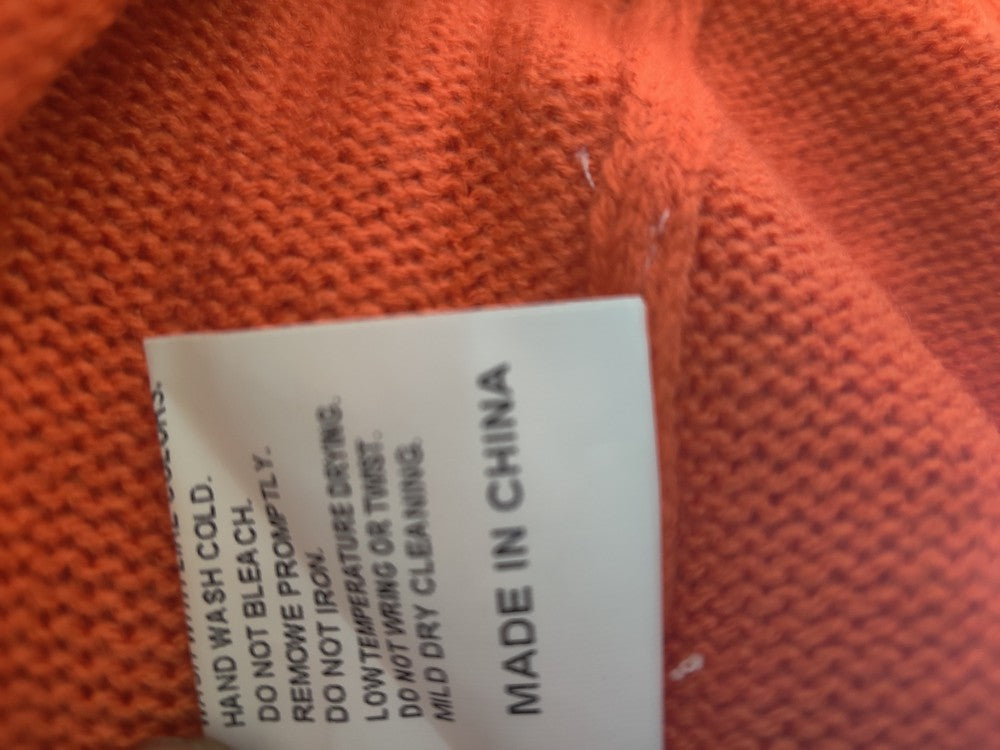 HAND WASH COLD.
DO NOT BLEACH.
REMOWE PROMPTLY.
DO NOT IRON.
LOW TEMPERATURE DRYING.
DO NOT WRING OR TWIST.
MILD DRY CLEANING.
MADE IN CHINA